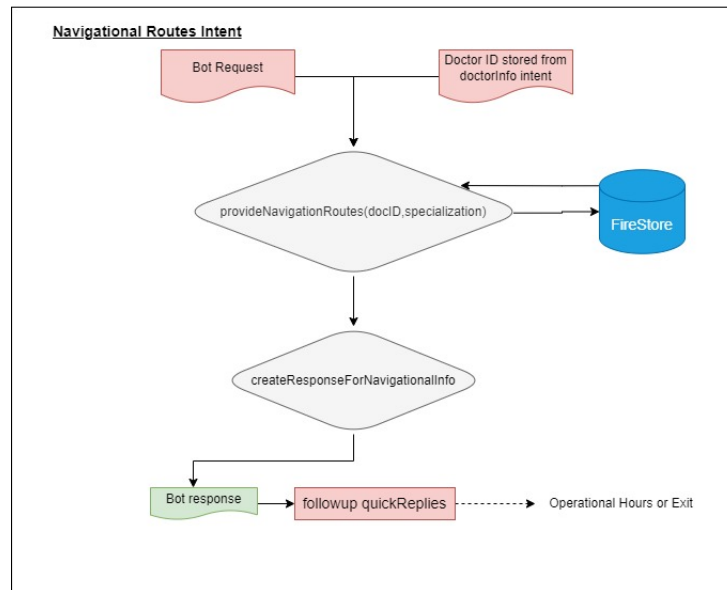 Navigational Routes Intent
Bot Request
Doctor ID stored from
doctorInfo intent
provideNavigationRoutes(docID,specialization)
FireStore
createResponseForNavigationalInfo
Bot response
followup quickReplies
Operational Hours or Exit